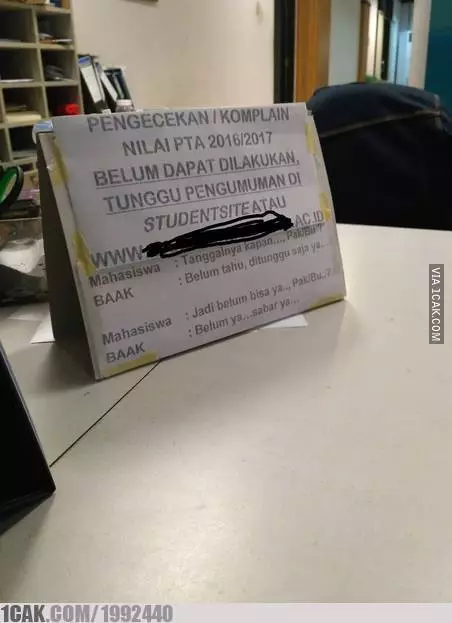 PENGECEKAN / KOMPLAIN
NILAI PTA 2016/2017
BELUM DAPAT DILAKUKAN,
TUNGGU PENGUMUMAN DI
STUDENTSITE ATAU
WWW. .AC.ID
Mahasiswa : Tanggalnya kapan..., Pak/Bu..?
BAAK : Belum tahu, ditunggu saja ya..
Mahasiswa : Jadi belum bisa ya.., Pak/Bu..?
BAAK : Belum ya...sabar ya...
VIA 1CAK.COM
1CAK.COM/1992440